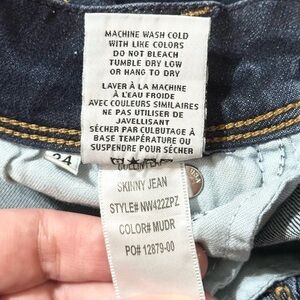 MACHINE WASH COLD
WITH LIKE COLORS
DO NOT BLEACH
TUMBLE DRY LOW
OR HANG TO DRY
LAVER À LA MACHINE
À L'EAU FROIDE
AVEC COULEURS SIMILAIRES
NE PAS UTILISER DE
JAVELLISANT
SÉCHER PAR CULBUTAGE À
BASE TEMPÉRATURE OU
SUSPENDRE POUR SÉCHER
24
SKINNY JEAN
STYLE# NW422ZPZ
COLOR# MUDR
PO# 12879-00